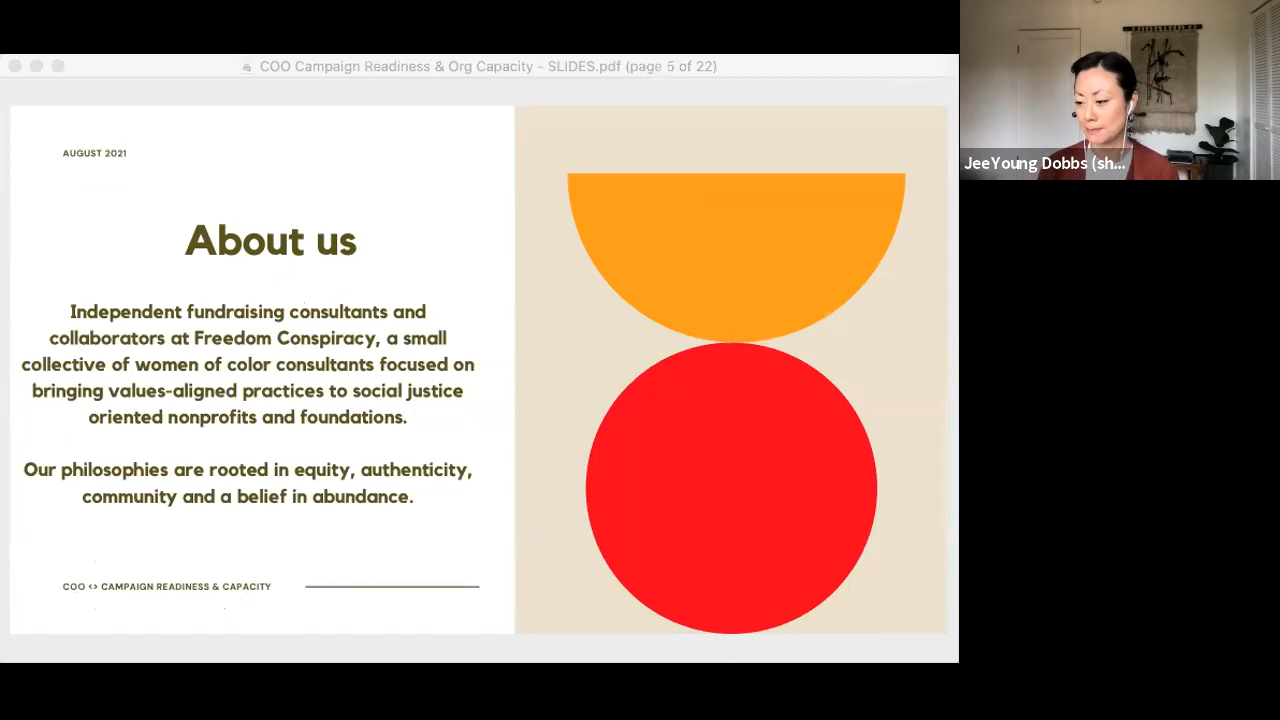 COO Campaign Readiness & Org Capacity - SLIDES.pdf (page 5 of 22)
AUGUST 2021
About us
Independent fundraising consultants and
collaborators at Freedom Conspiracy, a small
collective of women of color consultants focused on
bringing values-aligned practices to social justice
oriented nonprofits and foundations.
Our philosophies are rooted in equity, authenticity,
community and a belief in abundance.
COO <> CAMPAIGN READINESS & CAPACITY
JeeYoung Dobbs (sh...